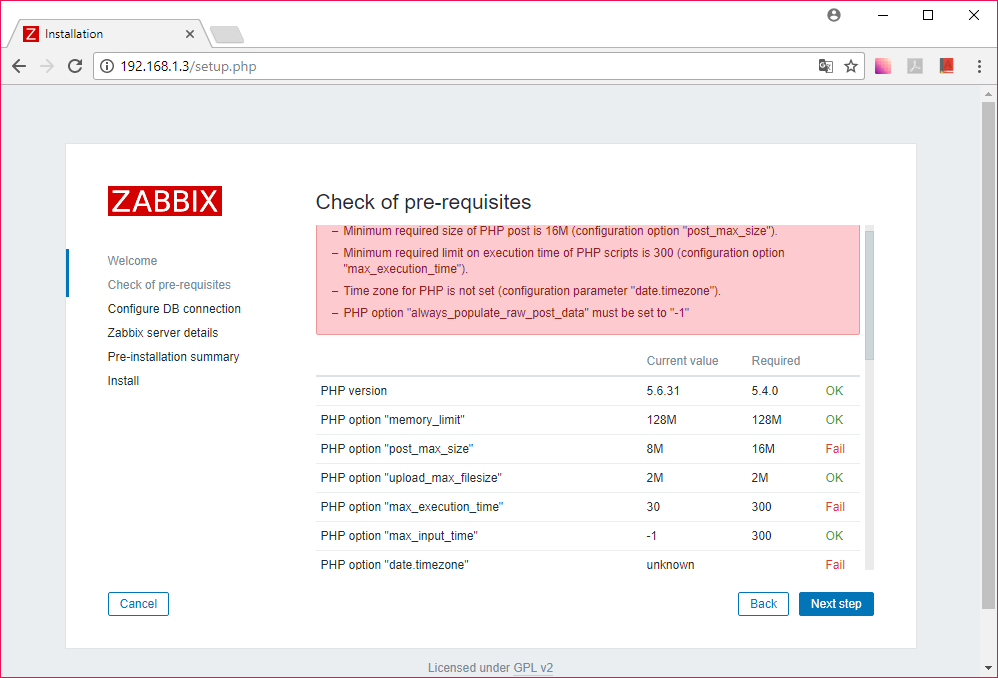 Installation
192.168.1.3/setup.php
ZABBIX
Welcome
Check of pre-requisites
Configure DB connection
Zabbix server details
Pre-installation summary
Install
Check of pre-requisites
– Minimum required size of PHP post is 16M (configuration option "post_max_size").
– Minimum required limit on execution time of PHP scripts is 300 (configuration option
"max_execution_time").
– Time zone for PHP is not set (configuration parameter "date.timezone").
– PHP option "always_populate_raw_post_data" must be set to "-1"
Current value Required
PHP version 5.6.31 5.4.0 OK
PHP option "memory_limit" 128M 128M OK
PHP option "post_max_size" 8M 16M Fail
PHP option "upload_max_filesize" 2M 2M OK
PHP option "max_execution_time" 30 300 Fail
PHP option "max_input_time" -1 300 OK
PHP option "date.timezone" unknown Fail
Cancel Back Next step
Licensed under GPL v2